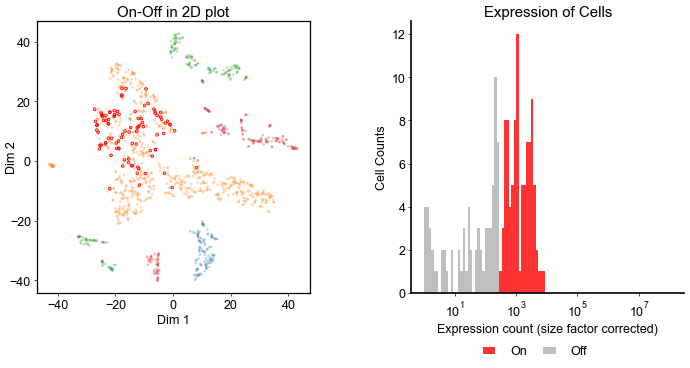 On-Off in 2D plot
40
20
0
−20
−40
Dim 2
−40 −20 0 20 40
Dim 1
Expression of Cells
12
10
8
6
4
2
0
Cell Counts
10^1 10^3 10^5 10^7
Expression count (size factor corrected)
On Off